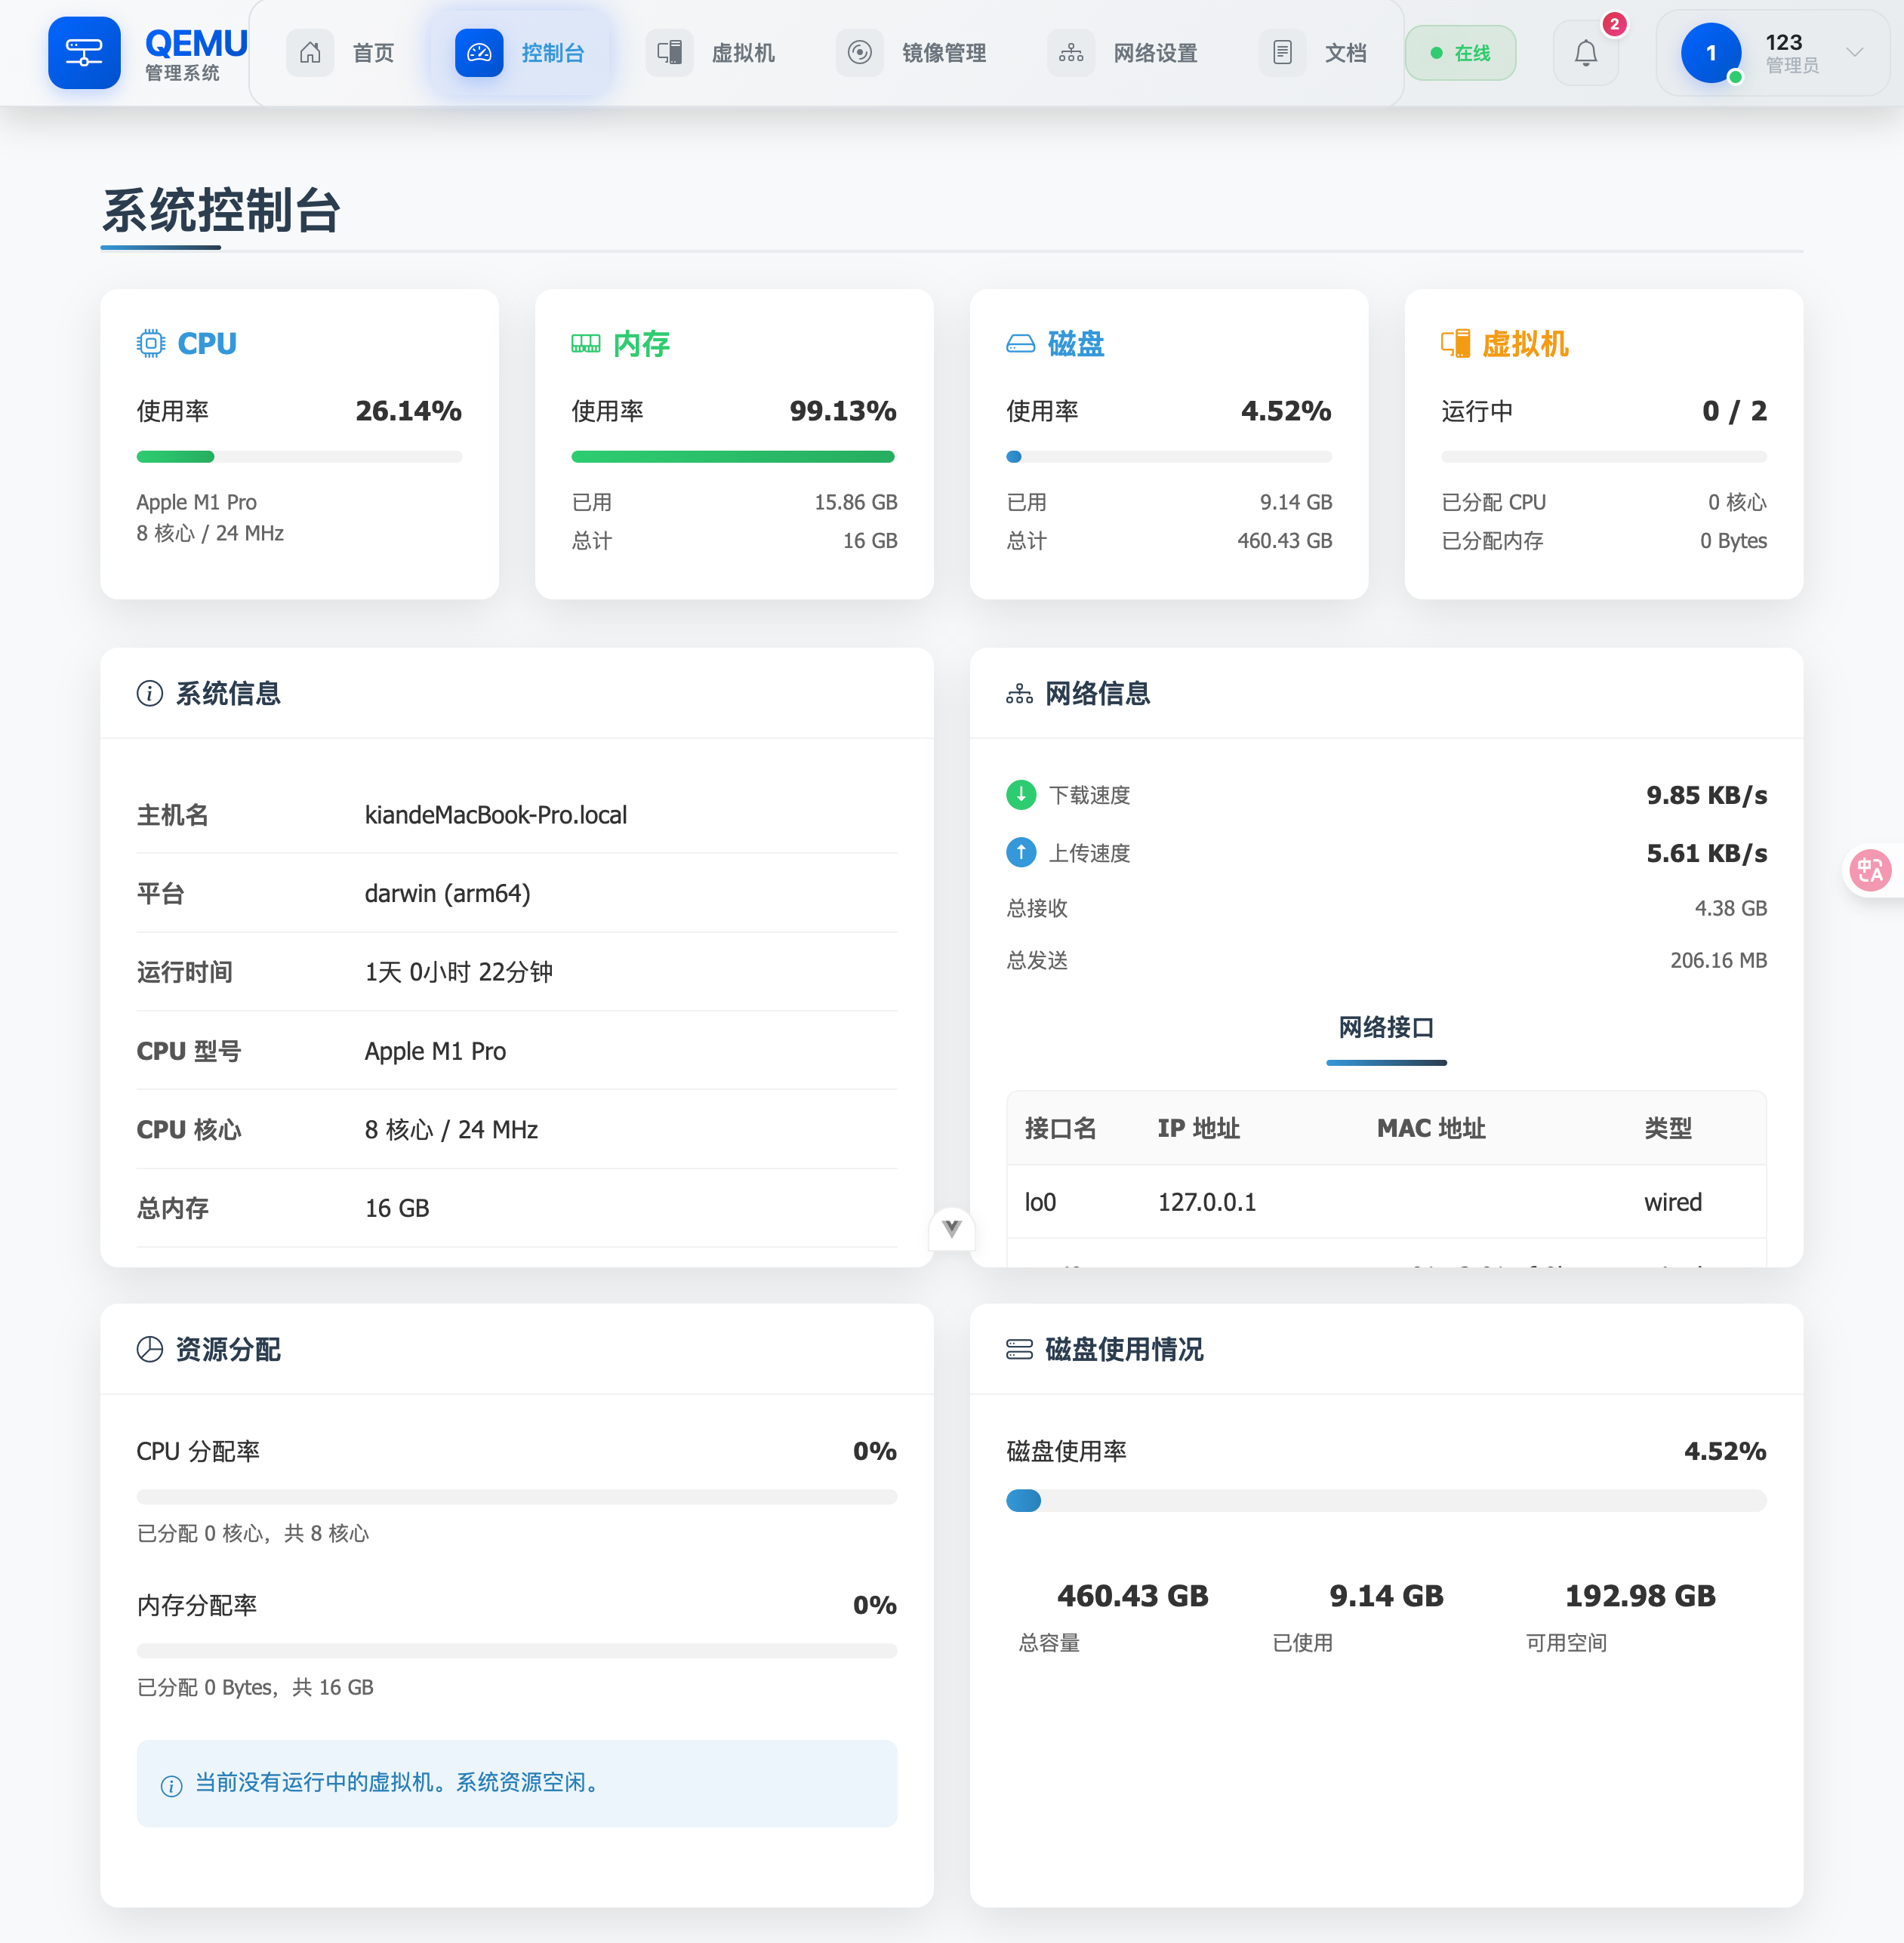 QEMU
管理系统
首页
控制台
虚拟机
镜像管理
网络设置
文档
在线
2
1
123
管理员
系统控制台
CPU
使用率 26.14%
Apple M1 Pro
8 核心 / 24 MHz
内存
使用率 99.13%
已用 15.86 GB
总计 16 GB
磁盘
使用率 4.52%
已用 9.14 GB
总计 460.43 GB
虚拟机
运行中 0 / 2
已分配 CPU 0 核心
已分配内存 0 Bytes
系统信息
主机名 kiandeMacBook-Pro.local
平台 darwin (arm64)
运行时间 1天 0小时 22分钟
CPU 型号 Apple M1 Pro
CPU 核心 8 核心 / 24 MHz
总内存 16 GB
网络信息
下载速度 9.85 KB/s
上传速度 5.61 KB/s
总接收 4.38 GB
总发送 206.16 MB
网络接口
接口名 IP 地址 MAC 地址 类型
lo0 127.0.0.1 wired
资源分配
CPU 分配率 0%
已分配 0 核心，共 8 核心
内存分配率 0%
已分配 0 Bytes，共 16 GB
当前没有运行中的虚拟机。系统资源空闲。
磁盘使用情况
磁盘使用率 4.52%
460.43 GB 9.14 GB 192.98 GB
总容量 已使用 可用空间
中A